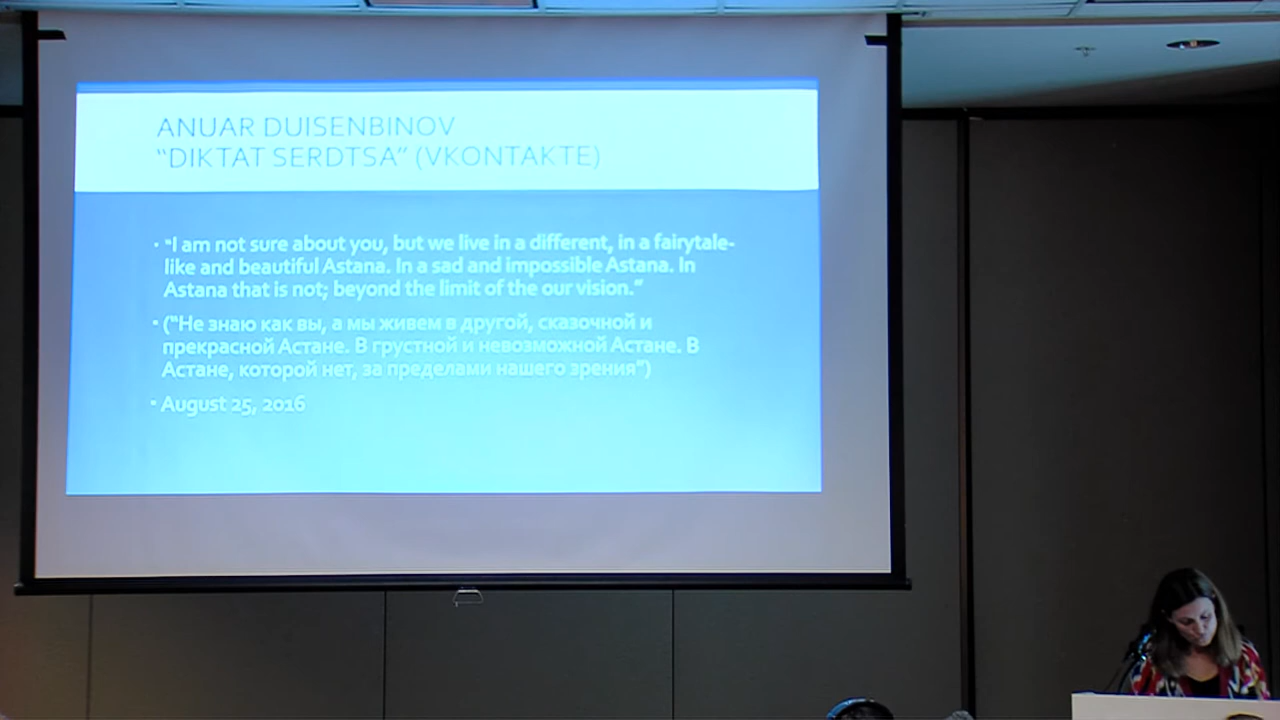 ANUAR DUISENBINOV
“DIKTAT SERDTSA” (VKONTAKTE)
▪ “I am not sure about you, but we live in a different, in a fairytale-
like and beautiful Astana. In a sad and impossible Astana. In
Astana that is not; beyond the limit of the our vision.”
▪ (“Не знаю как вы, а мы живем в другой, сказочной и
прекрасной Астане. В грустной и невозможной Астане. В
Астане, которой нет, за пределами нашего зрения”)
▪ August 25, 2016